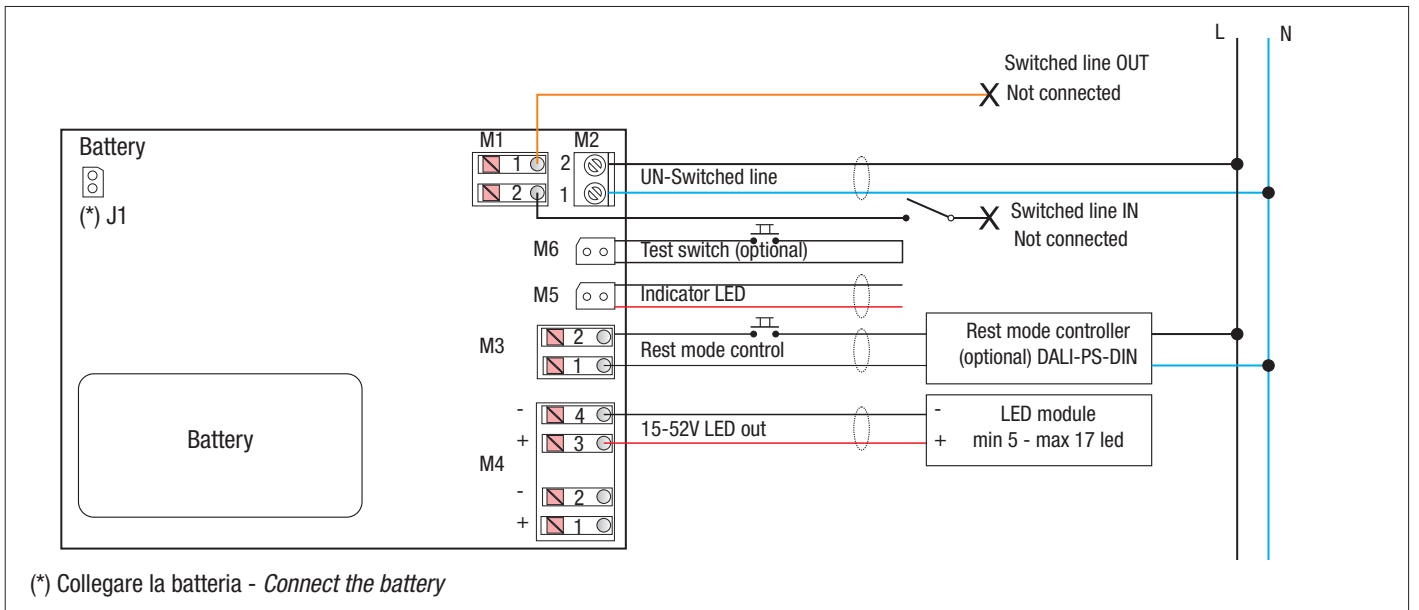 L N
Switched line OUT
Not connected
Battery
(*) J1
M1 M2
1 2
2 1
UN-Switched line
Switched line IN
Not connected
M6
Test switch (optional)
M5
Indicator LED
M3
2
1
Rest mode control
Rest mode controller
(optional) DALI-PS-DIN
Battery
M4
- 4
+ 3
- 2
+ 1
15-52V LED out
- LED module
+ min 5 - max 17 led
(*) Collegare la batteria - Connect the battery